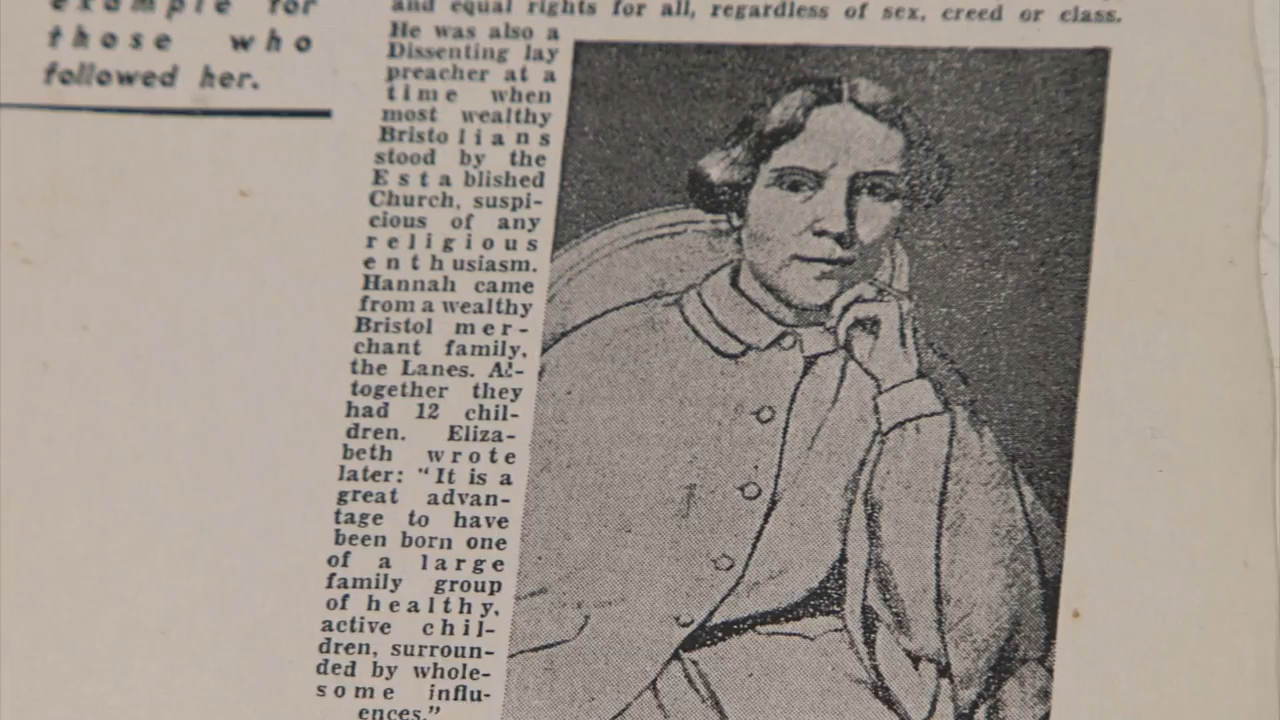 example for
those who
followed her.
and equal rights for all, regardless of sex, creed or class.
He was also a
Dissenting lay
preacher at a
time when
most wealthy
Bristolians
stood by the
Established
Church, suspi-
cious of any
religious
enthusiasm.
Hannah came
from a wealthy
Bristol mer-
chant family,
the Lanes. Al-
together they
had 12 chil-
dren. Eliza-
beth wrote
later: "It is a
great advan-
tage to have
been born one
of a large
family group
of healthy,
active chil-
dren, surroun-
ded by whole-
some influ-
ences."